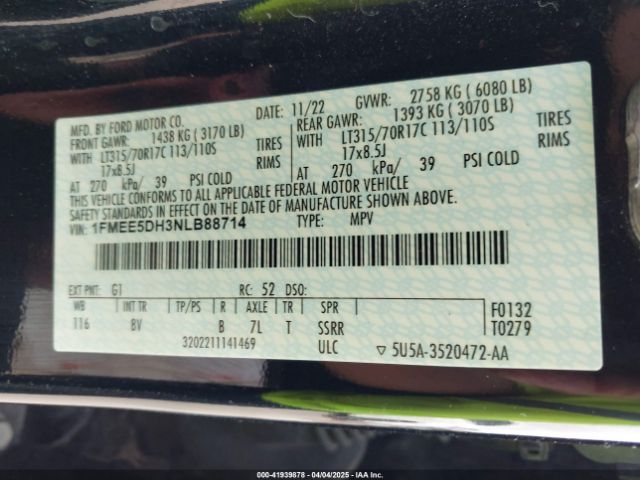 MFD. BY FORD MOTOR CO. DATE: 11/22 GVWR: 2758 KG ( 6080 LB)
FRONT GAWR: 1438 KG ( 3170 LB) REAR GAWR: 1393 KG ( 3070 LB)
WITH LT315/70R17C 113/110S TIRES WITH LT315/70R17C 113/110S TIRES
17x8.5J RIMS 17x8.5J RIMS
AT 270 kPa/ 39 PSI COLD AT 270 kPa/ 39 PSI COLD
THIS VEHICLE CONFORMS TO ALL APPLICABLE FEDERAL MOTOR VEHICLE
SAFETY STANDARDS IN EFFECT ON THE DATE OF MANUFACTURE SHOWN ABOVE.
VIN: 1FMEE5DH3NLB88714 TYPE: MPV
EXT PNT: G1 RC: 52 DSO:
WB INT TR TP/PS R AXLE TR SPR F0132
116 8V B 7L T SSRR T0279
3202211141469 ULC ▽ 5U5A-3520472-AA
000-41939878 - 04/04/2025 - IAA Inc.